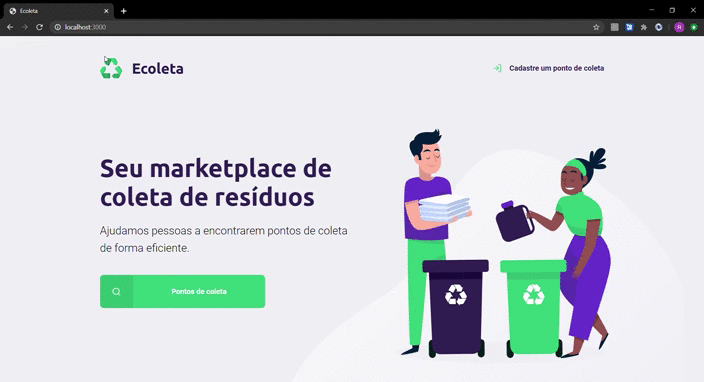 Ecoleta
localhost:3000
R
Ecoleta
Cadastre um ponto de coleta
Seu marketplace de
coleta de resíduos
Ajudamos pessoas a encontrarem pontos de coleta
de forma eficiente.
Pontos de coleta